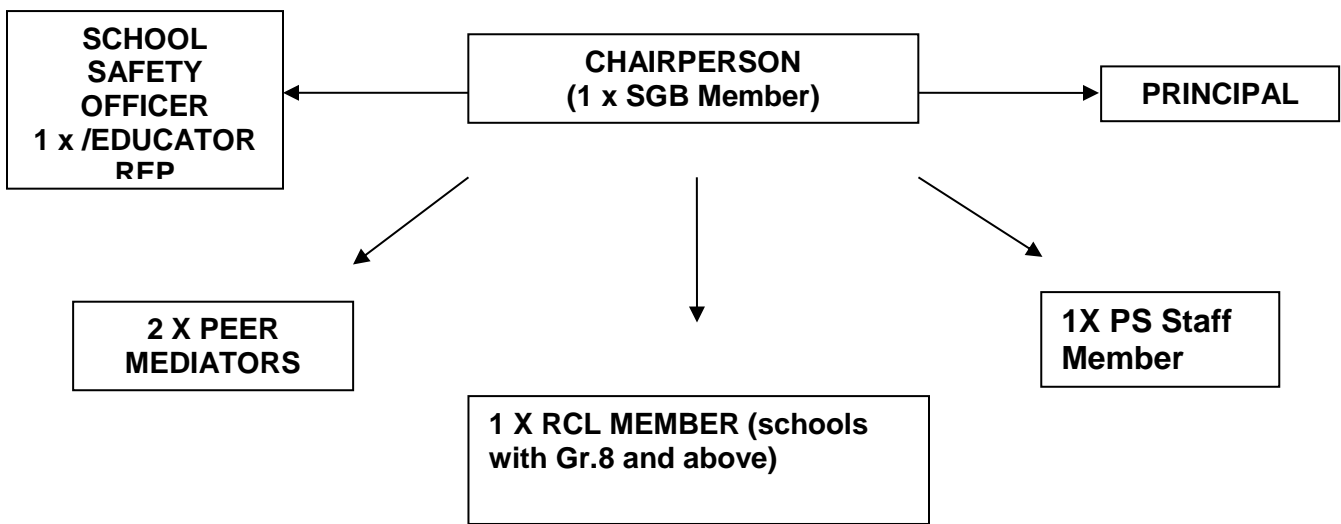 SCHOOL
SAFETY
OFFICER
1 x /EDUCATOR
REP
CHAIRPERSON
(1 x SGB Member)
PRINCIPAL
2 X PEER
MEDIATORS
1 X RCL MEMBER (schools
with Gr.8 and above)
1X PS Staff
Member